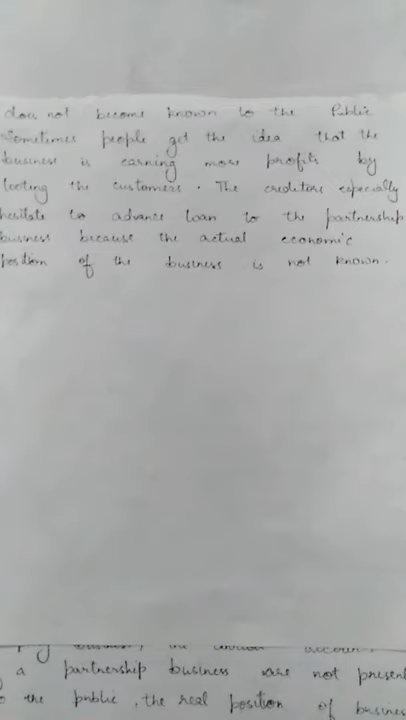 does not become known to the Public
Sometimes people get the idea that the
business is earning more profits by
looting the customers. The creditors especially
hesitate to advance loan to the partnership
business because the actual economic
position of the business is not known.
a partnership business are not present
the public, the real position of busines